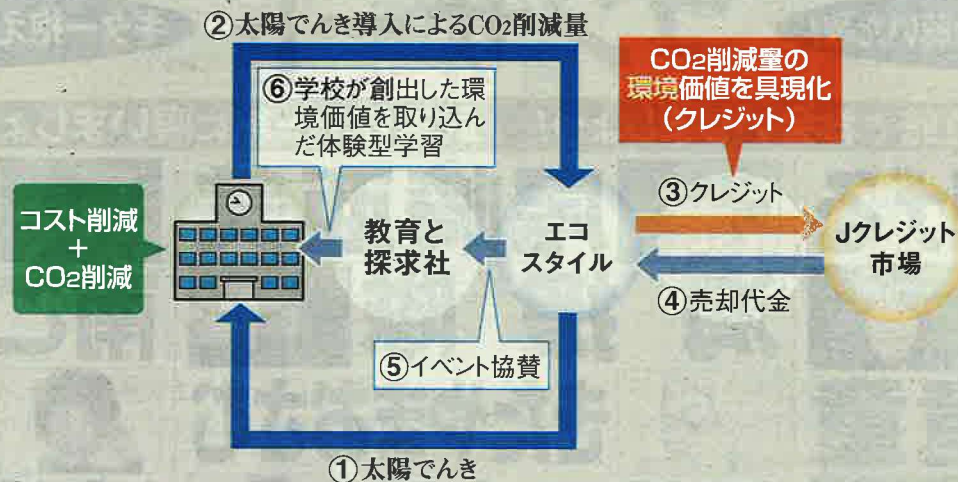 ②太陽でんき導入によるCO2削減量
CO2削減量の
環境価値を具現化
(クレジット)
⑥学校が創出した環
境価値を取り込ん
だ体験型学習
コスト削減
+
CO2削減
教育と
探求社
エコ
スタイル
③クレジット
Jクレジット
市場
④売却代金
⑤イベント協賛
①太陽でんき